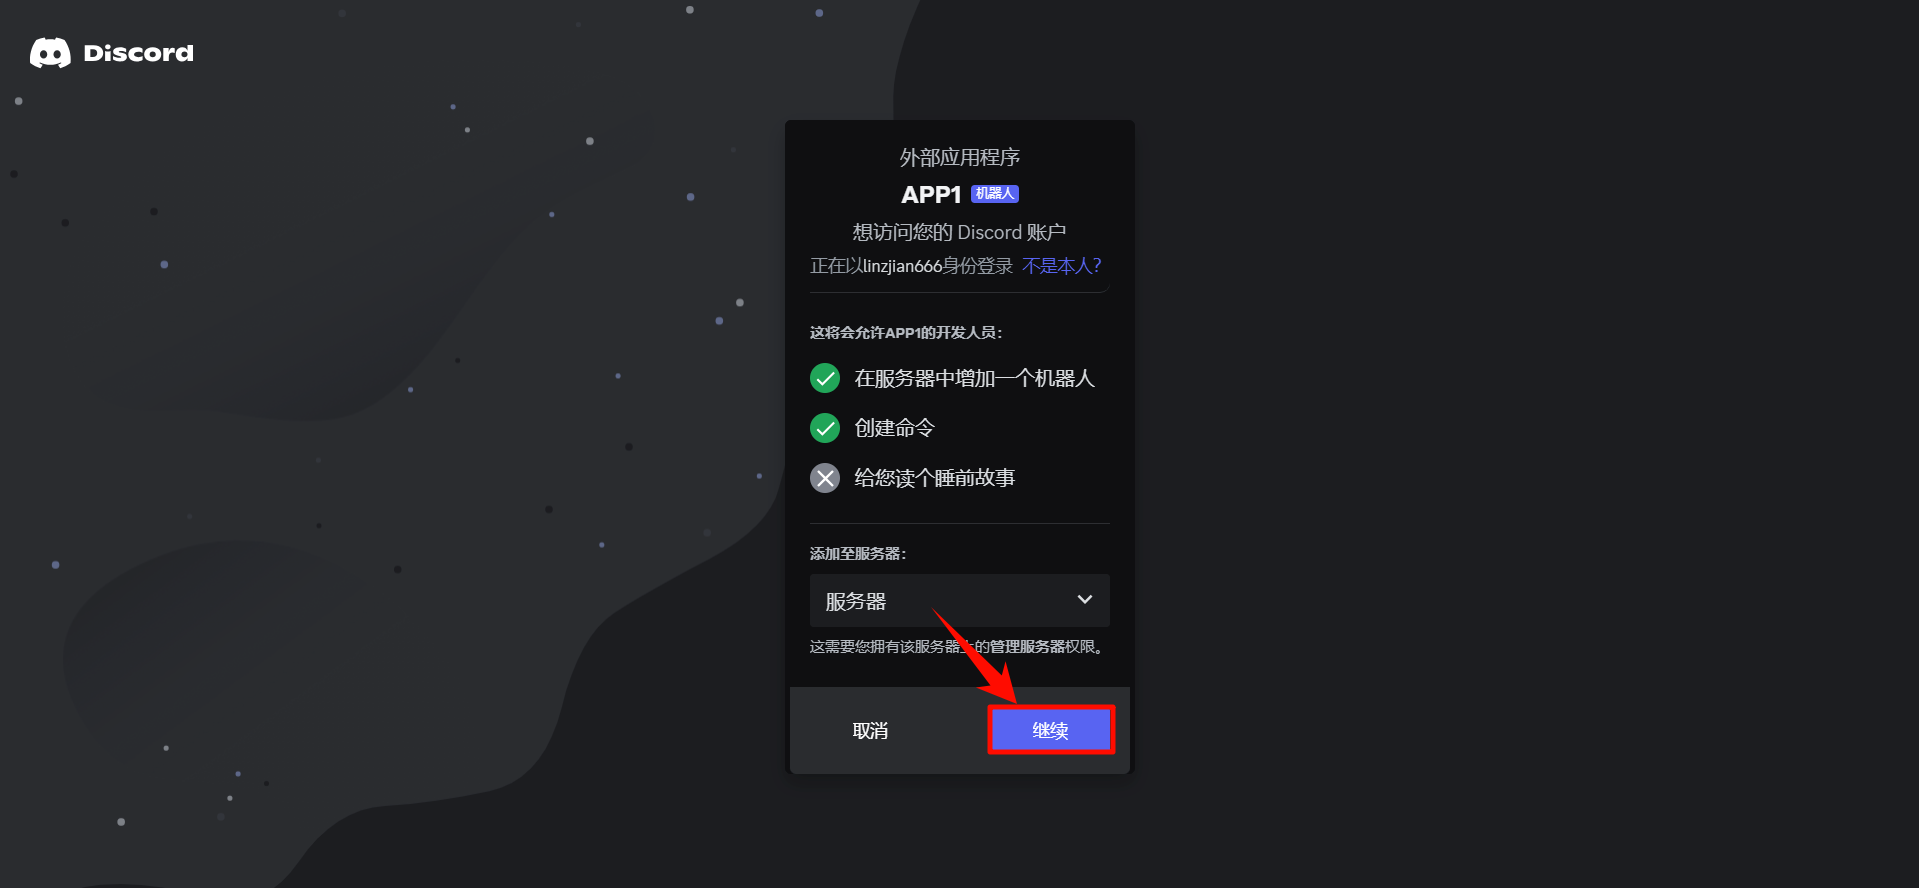 Discord
外部应用程序
APP1 机器人
想访问您的 Discord 账户
正在以linzjian666身份登录 不是本人?
这将会允许APP1的开发人员：
在服务器中增加一个机器人
创建命令
给您读个睡前故事
添加至服务器：
服务器
这需要您拥有该服务器上的管理服务器权限。
取消 继续